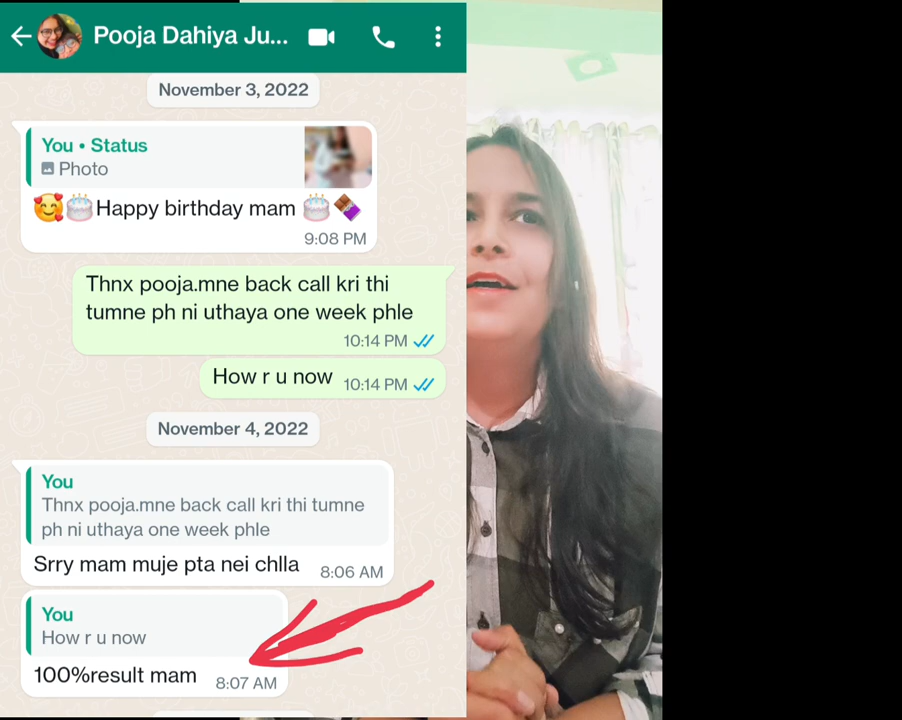 Pooja Dahiya Ju...
November 3, 2022
You • Status
Photo
🥰🎂Happy birthday mam 🎂🍫
9:08 PM
Thnx pooja.mne back call kri thi
tumne ph ni uthaya one week phle
10:14 PM
How r u now 10:14 PM
November 4, 2022
You
Thnx pooja.mne back call kri thi tumne
ph ni uthaya one week phle
Srry mam muje pta nei chlla 8:06 AM
You
How r u now
100%result mam 8:07 AM